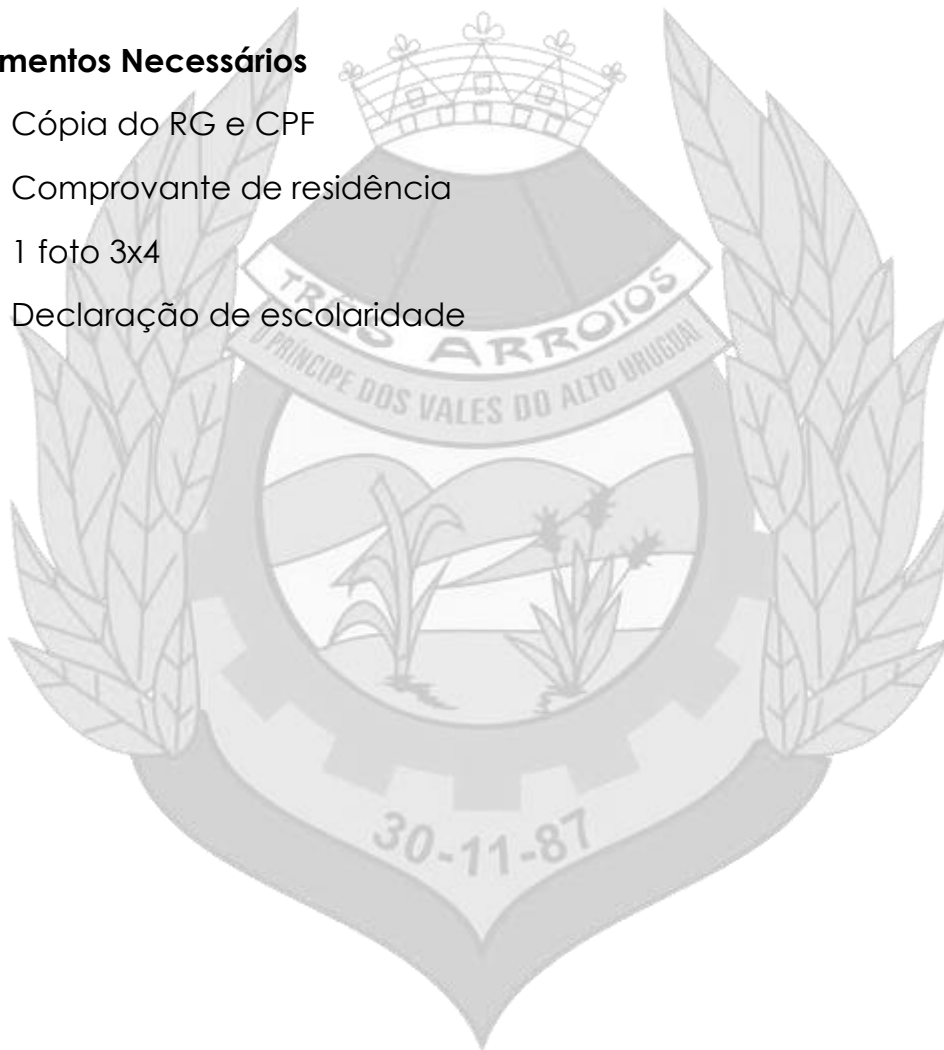 mentos Necessários
Cópia do RG e CPF
Comprovante de residência
1 foto 3x4
Declaração de escolaridade
TRÊS ARROIOS
O PRINCIPE DOS VALES DO ALTO URUGUAI
30-11-87